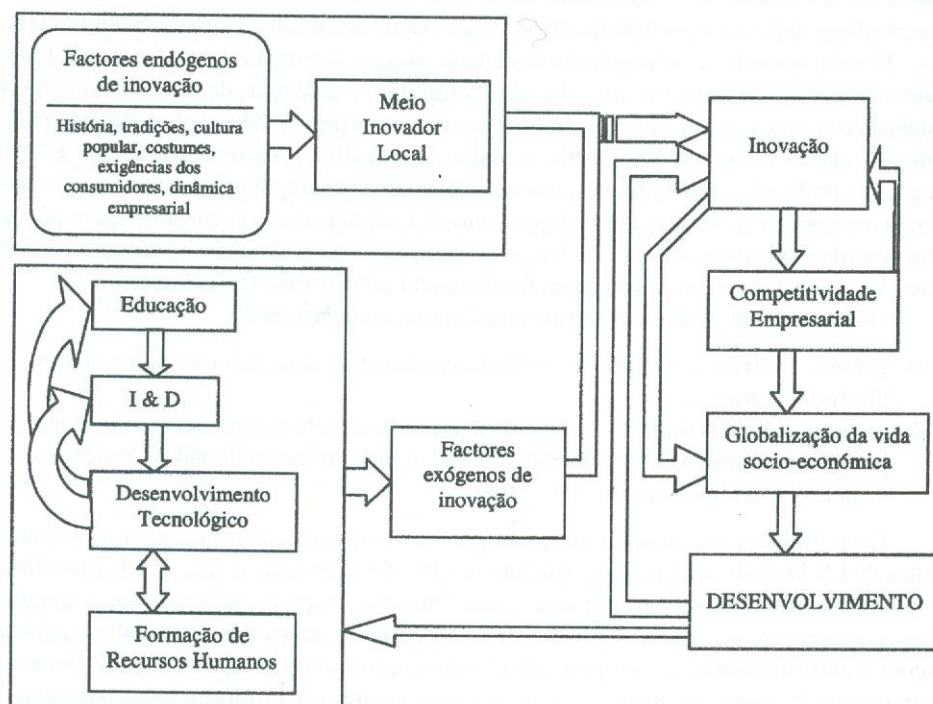 Factores endógenos
de inovação
História, tradições, cultura
popular, costumes,
exigências dos
consumidores, dinâmica
empresarial
Meio
Inovador
Local
Inovação
Competitividade
Empresarial
Globalização da vida
socio-económica
DESENVOLVIMENTO
Educação
I & D
Desenvolvimento
Tecnológico
Formação de
Recursos Humanos
Factores
exógenos de
inovação